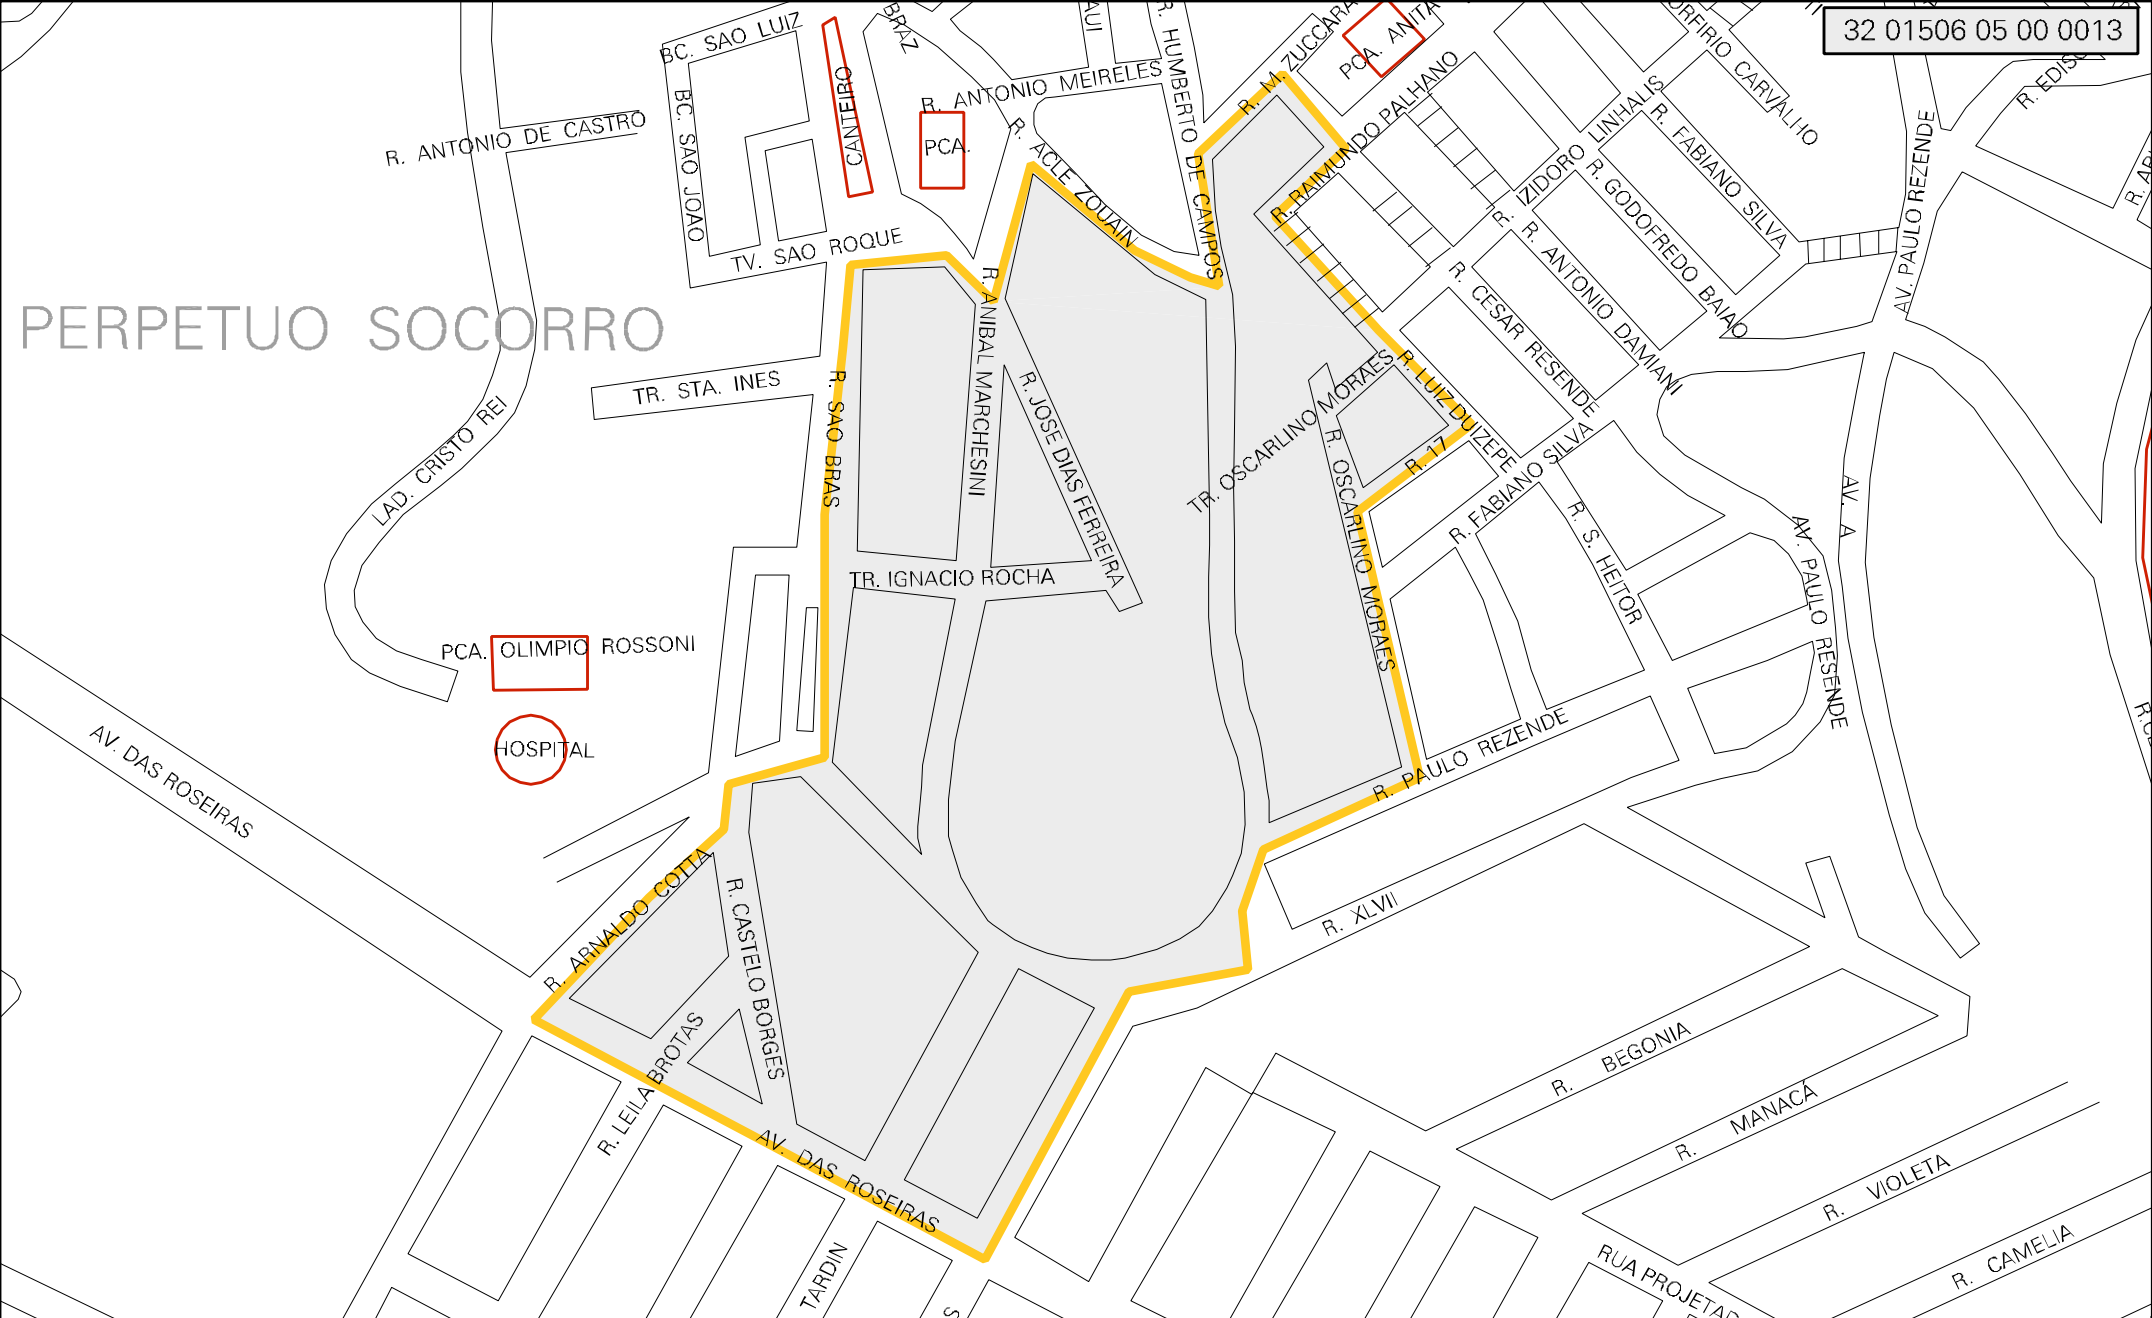 32 01506 05 00 0013
BC. SAO LUIZ
BRAZ
R. HUMBERTO DE CAMPOS
R. M. ZUCCARA
PCA. ANITA
R. EDISO
CANTEIRO
BC. SAO JOAO
R. ANTONIO MEIRELES
R. ANTONIO DE CASTRO
PCA.
R. ACLE ZOUAIN
R. RAIMUNDO PALHANO
R. IZIDORO LINHALIS
R. FABIANO SILVA
R. GODOFREDO BAIAO
R. ANTONIO DAMIANI
R. CESAR RESENDE
AV. PAULO REZENDE
TV. SAO ROQUE
PERPETUO SOCORRO
R. ANIBAL MARCHESINI
TR. STA. INES
R. SAO BRAS
R. JOSE DIAS FERREIRA
TR. OSCARLINO MORAES
R. LUIZ DUIZEPE
R. 17
R. FABIANO SILVA
LAD. CRISTO REI
R. OSCARLINO MORAES
R. S. HEITOR
AV. A
AV. PAULO RESENDE
TR. IGNACIO ROCHA
PCA. OLIMPIO ROSSONI
HOSPITAL
AV. DAS ROSEIRAS
R. PAULO REZENDE
R. ARNALDO COTTA
R. CASTELO BORGES
R. XLVII
R. LEILA BROTAS
R. BEGONIA
R. MANACÁ
R. VIOLETA
R. CAMELIA
AV. DAS ROSEIRAS
TARDIN
RUA PROJETAD